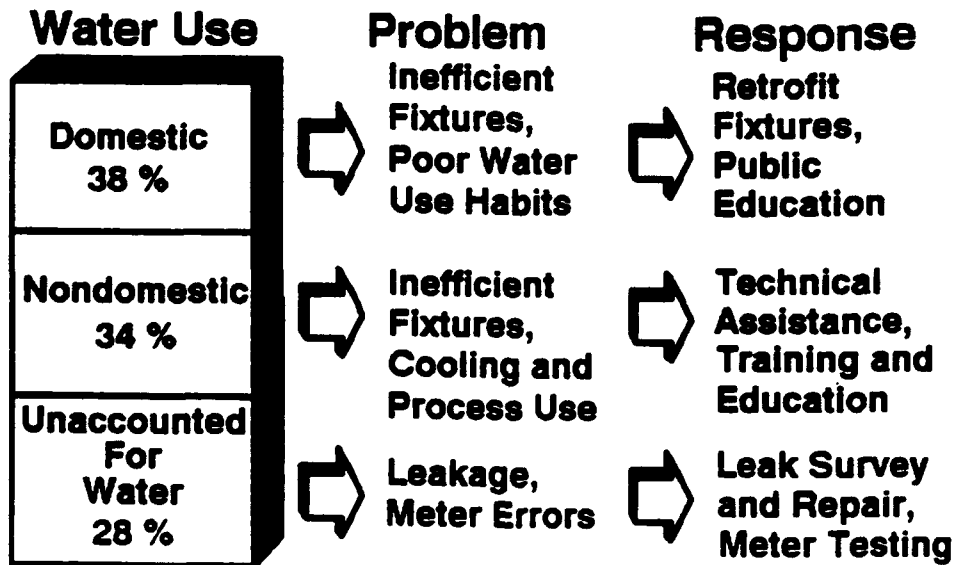 Water Use
Problem
Response
Domestic
38 %
Inefficient
Fixtures,
Poor Water
Use Habits
Retrofit
Fixtures,
Public
Education
Nondomestic
34 %
Inefficient
Fixtures,
Cooling and
Process Use
Technical
Assistance,
Training and
Education
Unaccounted
For
Water
28 %
Leakage,
Meter Errors
Leak Survey
and Repair,
Meter Testing